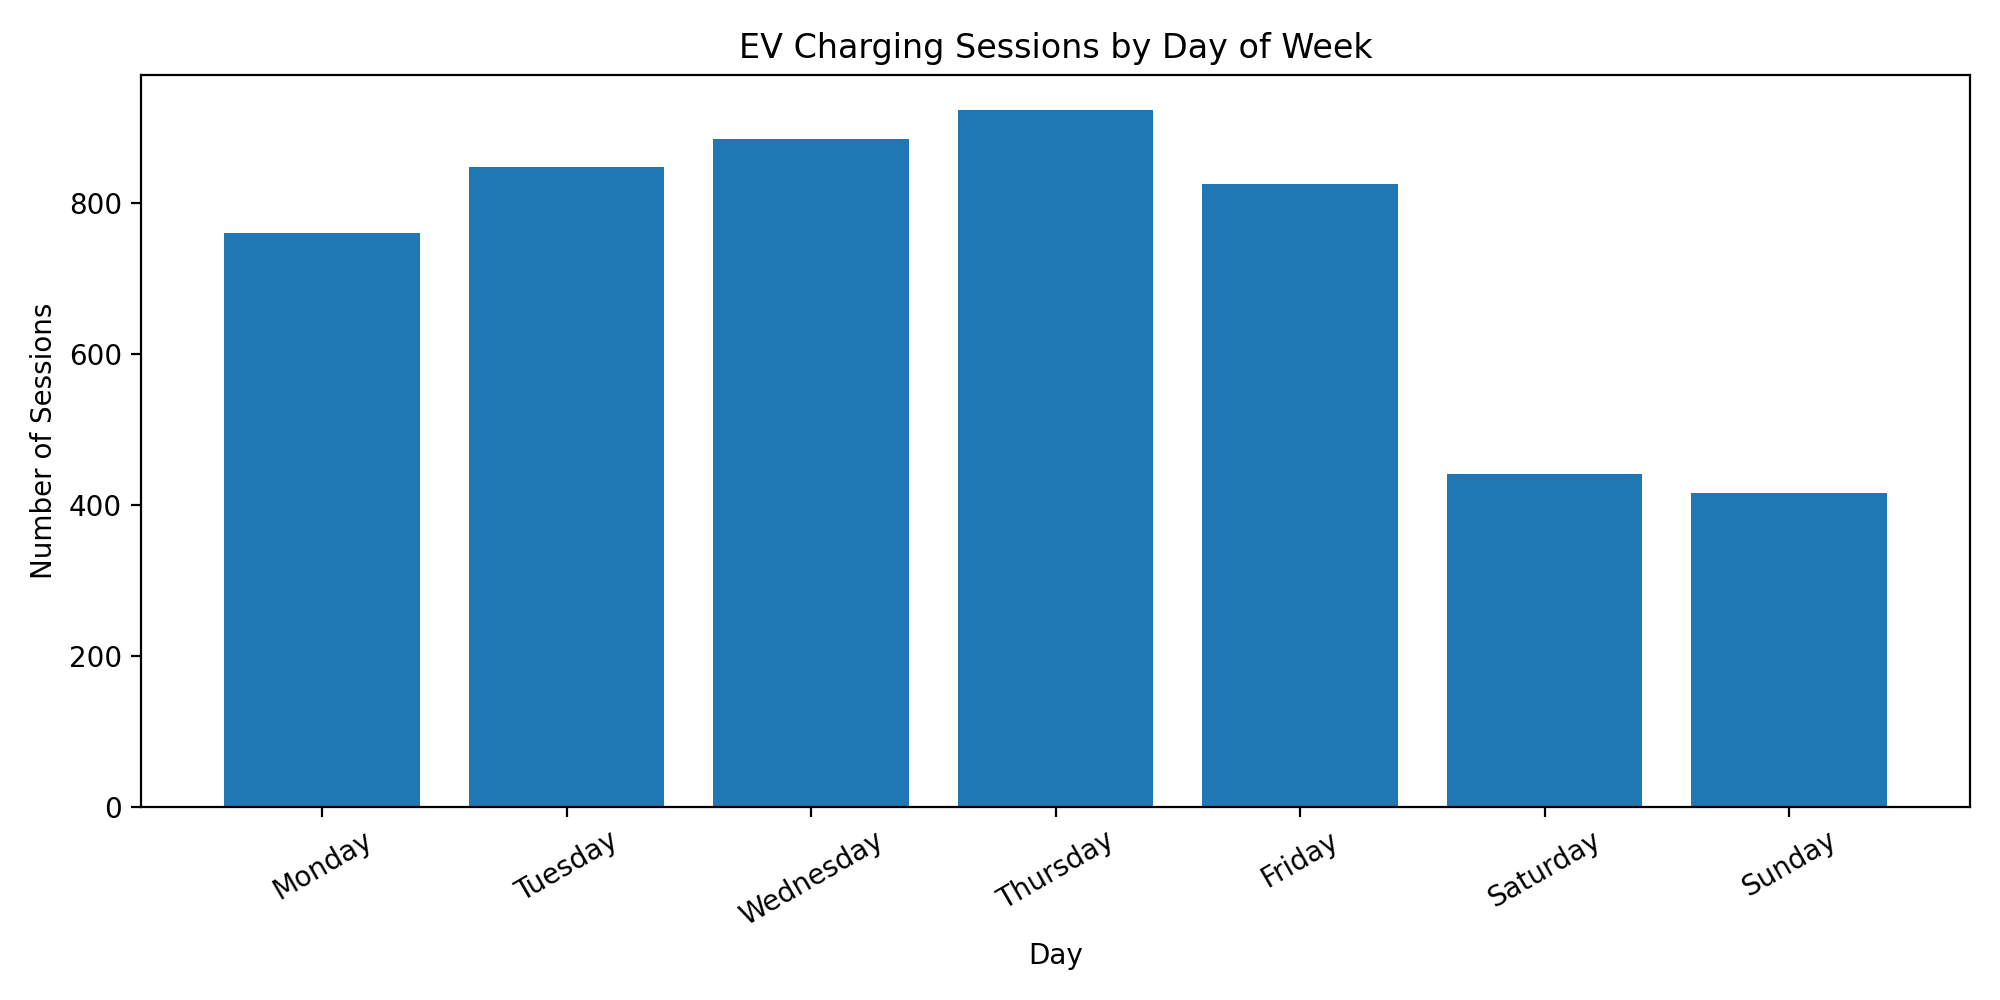 EV Charging Sessions by Day of Week
Number of Sessions
800
600
400
200
0
Monday
Tuesday
Wednesday
Thursday
Friday
Saturday
Sunday
Day